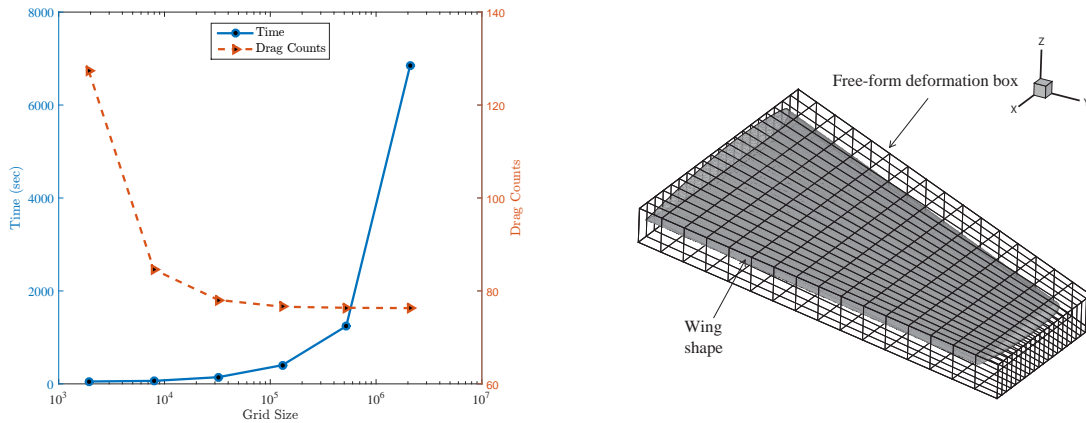 8000
6000
4000
2000
0
Time (sec)
140
120
100
80
60
Drag Counts
Time
Drag Counts
10^3
10^4
10^5
10^6
10^7
Grid Size
Free-form deformation box
Wing
shape
Z
X
Y